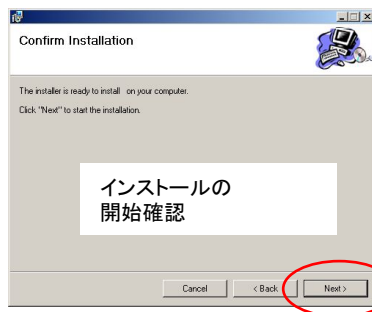 Confirm Installation
The installer is ready to install on your computer.
Click "Next" to start the installation.
インストールの
開始確認
Cancel
< Back
Next >